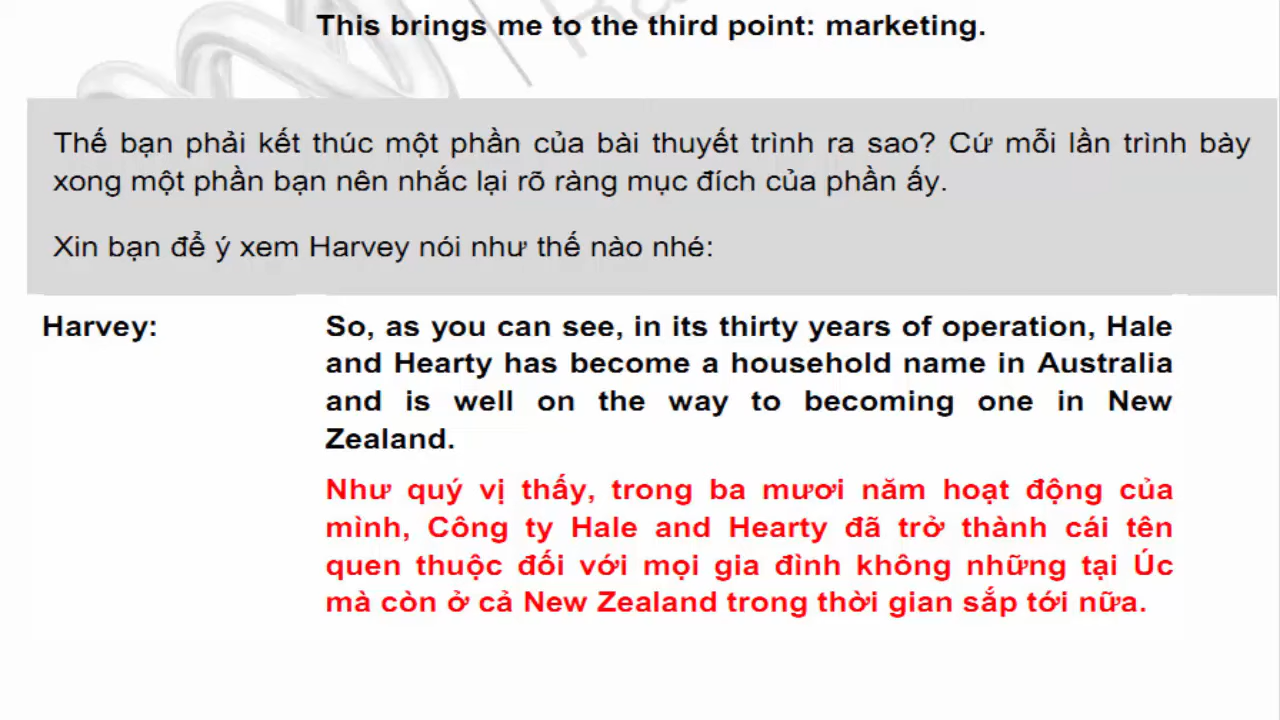 This brings me to the third point: marketing.
Thế bạn phải kết thúc một phần của bài thuyết trình ra sao? Cứ mỗi lần trình bày
xong một phần bạn nên nhắc lại rõ ràng mục đích của phần ấy.
Xin bạn để ý xem Harvey nói như thế nào nhé:
Harvey: So, as you can see, in its thirty years of operation, Hale
and Hearty has become a household name in Australia
and is well on the way to becoming one in New
Zealand.
Như quý vị thấy, trong ba mươi năm hoạt động của
mình, Công ty Hale and Hearty đã trở thành cái tên
quen thuộc đối với mọi gia đình không những tại Úc
mà còn ở cả New Zealand trong thời gian sắp tới nữa.